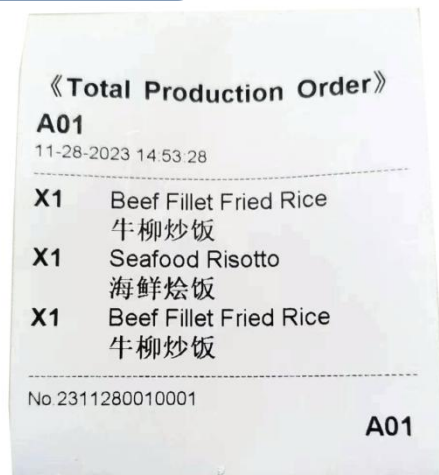 《Total Production Order》
A01
11-28-2023 14:53:28
X1 Beef Fillet Fried Rice
牛柳炒饭
X1 Seafood Risotto
海鲜烩饭
X1 Beef Fillet Fried Rice
牛柳炒饭
No.2311280010001
A01